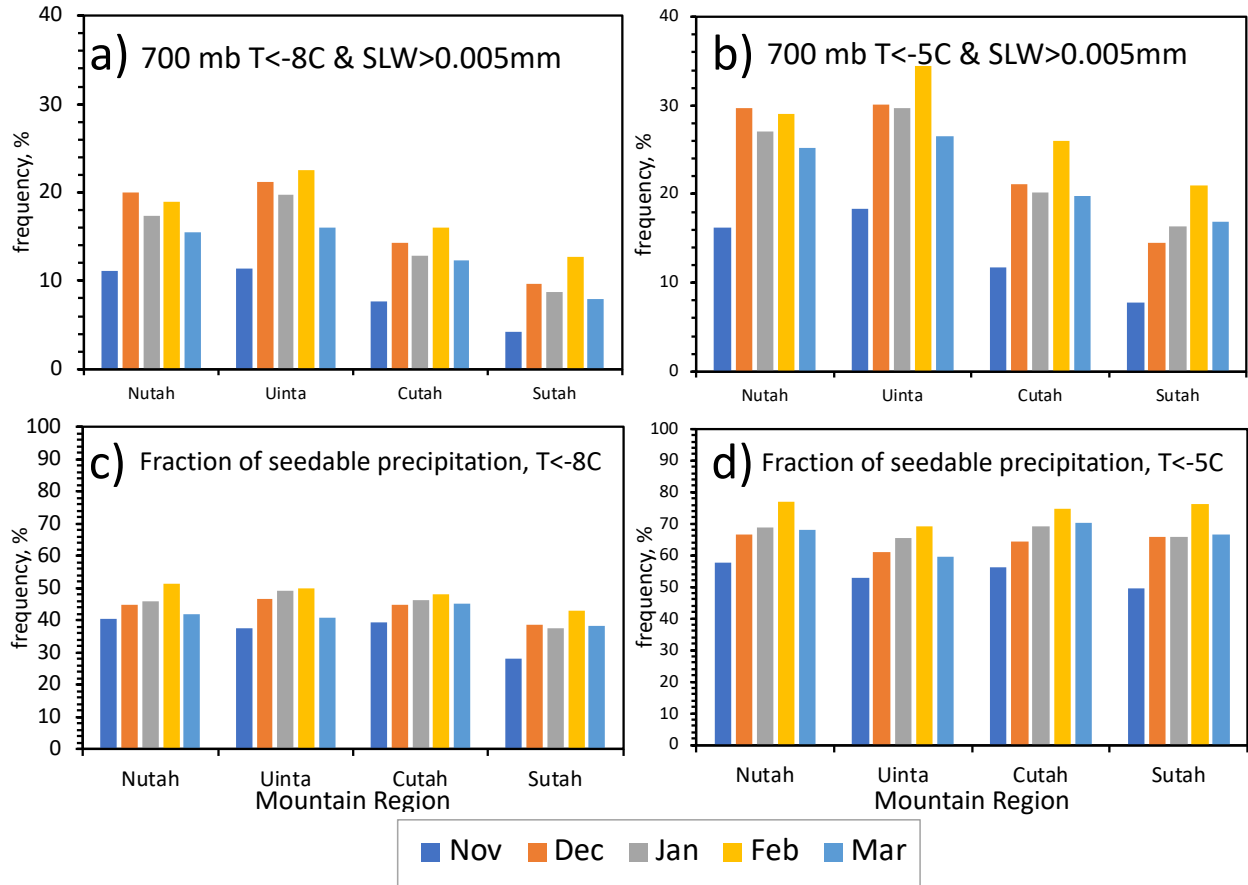 a) 700 mb T<-8C & SLW>0.005mm
frequency, %
40
30
20
10
0
Nutah Uinta Cutah Sutah
b) 700 mb T<-5C & SLW>0.005mm
frequency, %
40
30
20
10
0
Nutah Uinta Cutah Sutah
c) Fraction of seedable precipitation, T<-8C
frequency, %
100
90
80
70
60
50
40
30
20
10
0
Nutah Uinta Cutah Sutah
Mountain Region
d) Fraction of seedable precipitation, T<-5C
frequency, %
100
90
80
70
60
50
40
30
20
10
0
Nutah Uinta Cutah Sutah
Mountain Region
Nov Dec Jan Feb Mar